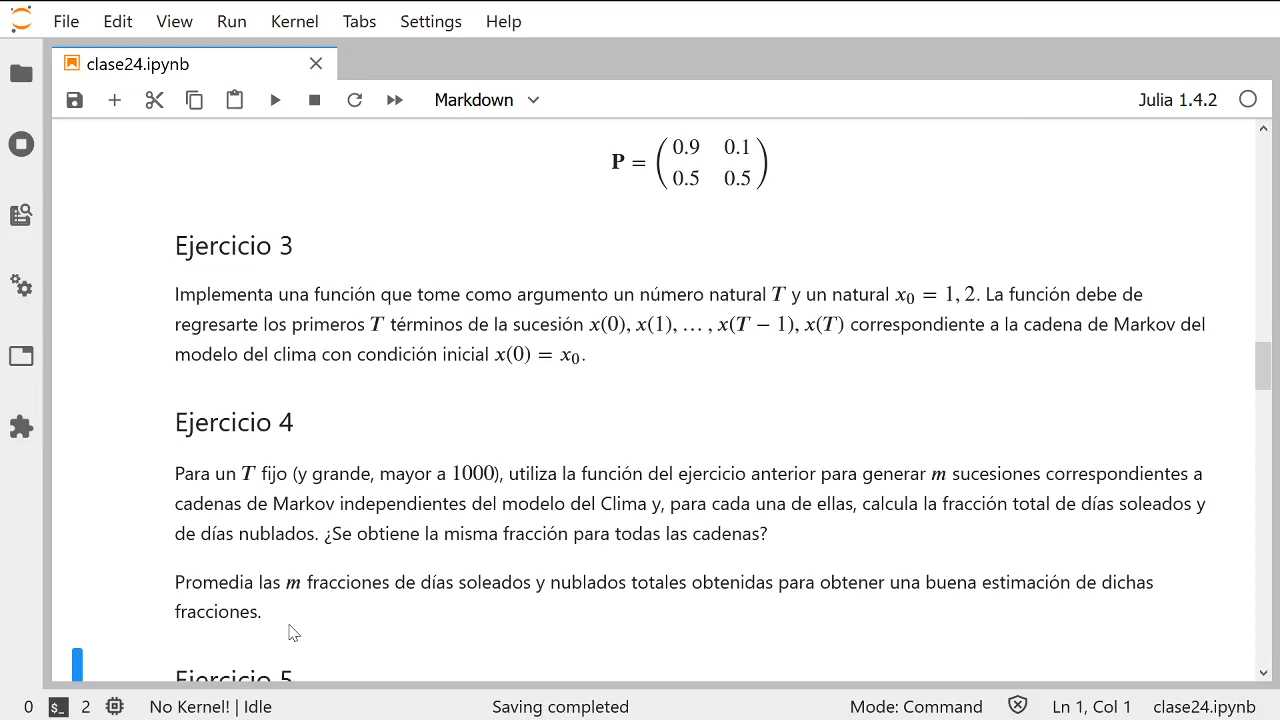 File Edit View Run Kernel Tabs Settings Help
clase24.ipynb
Markdown Julia 1.4.2
P = ( 0.9 0.1
0.5 0.5 )
Ejercicio 3
Implementa una función que tome como argumento un número natural T y un natural x₀ = 1, 2. La función debe de
regresarte los primeros T términos de la sucesión x(0), x(1), … , x(T − 1), x(T) correspondiente a la cadena de Markov del
modelo del clima con condición inicial x(0) = x₀.
Ejercicio 4
Para un T fijo (y grande, mayor a 1000), utiliza la función del ejercicio anterior para generar m sucesiones correspondientes a
cadenas de Markov independientes del modelo del Clima y, para cada una de ellas, calcula la fracción total de días soleados y
de días nublados. ¿Se obtiene la misma fracción para todas las cadenas?
Promedia las m fracciones de días soleados y nublados totales obtenidas para obtener una buena estimación de dichas
fracciones.
Ejercicio 5
0 $_ 2 No Kernel! | Idle Saving completed Mode: Command Ln 1, Col 1 clase24.ipynb